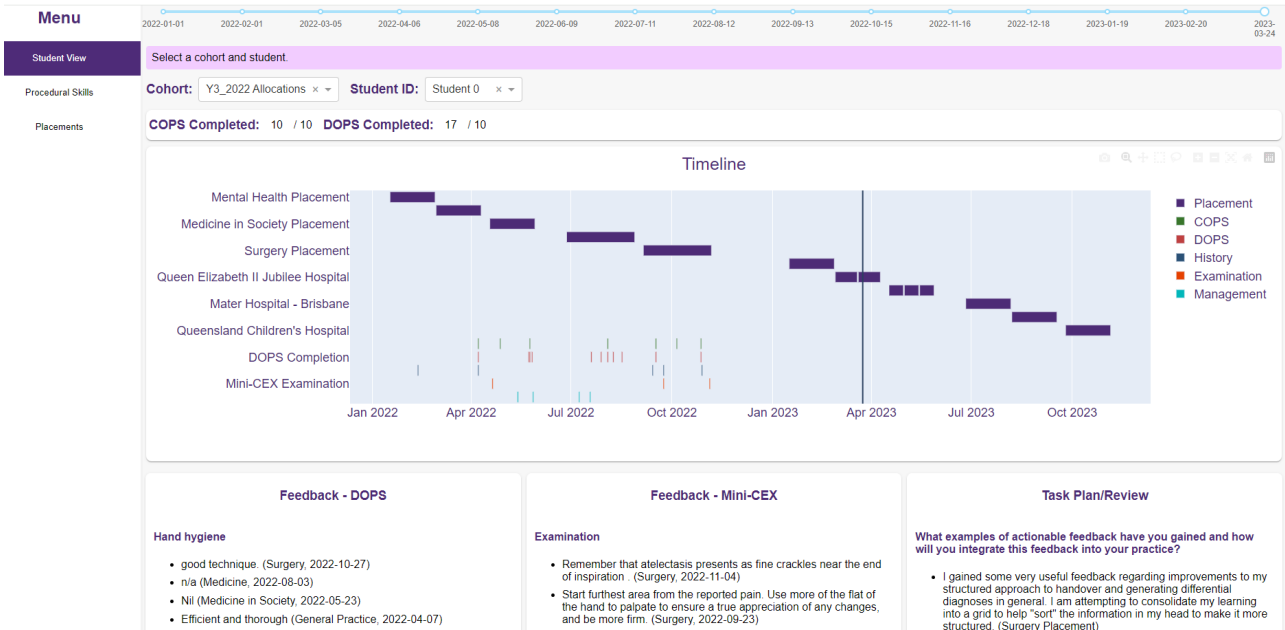 Menu
Student View
Procedural Skills
Placements
2022-01-01 2022-02-01 2022-03-05 2022-04-06 2022-05-08 2022-06-09 2022-07-11 2022-08-12 2022-09-13 2022-10-15 2022-11-16 2022-12-18 2023-01-19 2023-02-20 2023-03-24
Select a cohort and student.
Cohort: Y3_2022 Allocations × Student ID: Student 0 ×
COPS Completed: 10 / 10 DOPS Completed: 17 / 10
Timeline
Mental Health Placement
Medicine in Society Placement
Surgery Placement
Queen Elizabeth II Jubilee Hospital
Mater Hospital - Brisbane
Queensland Children's Hospital
DOPS Completion
Mini-CEX Examination
Jan 2022 Apr 2022 Jul 2022 Oct 2022 Jan 2023 Apr 2023 Jul 2023 Oct 2023
Placement
COPS
DOPS
History
Examination
Management
Feedback - DOPS
Hand hygiene
• good technique. (Surgery, 2022-10-27)
• n/a (Medicine, 2022-08-03)
• Nil (Medicine in Society, 2022-05-23)
• Efficient and thorough (General Practice, 2022-04-07)
Feedback - Mini-CEX
Examination
• Remember that atelectasis presents as fine crackles near the end
of inspiration . (Surgery, 2022-11-04)
• Start furthest area from the reported pain. Use more of the flat of
the hand to palpate to ensure a true appreciation of any changes,
and be more firm. (Surgery, 2022-09-23)
Task Plan/Review
What examples of actionable feedback have you gained and how
will you integrate this feedback into your practice?
• I gained some very useful feedback regarding improvements to my
structured approach to handover and generating differential
diagnoses in general. I am attempting to consolidate my learning
into a grid to help "sort" the information in my head to make it more
structured. (Surgery Placement)